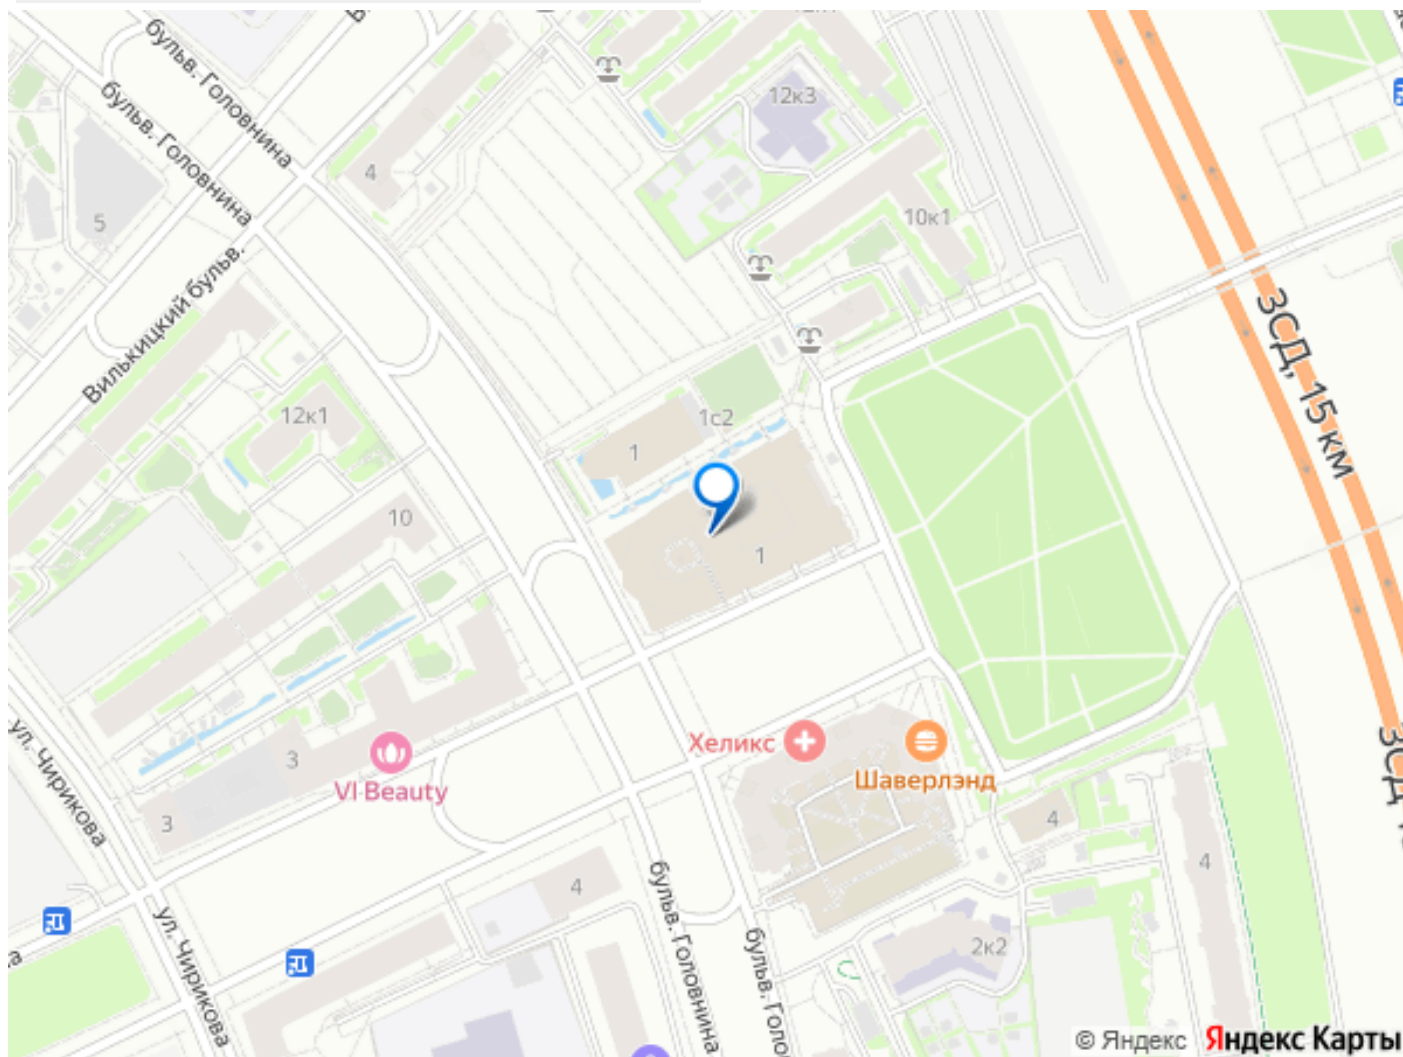 12к3
бульв. Головнина
бульв. Головнина
4
5
10к1
Вилькицкий бульв.
ЗСД, 15 км
12к1
1с2
1
10
1
ул. Чирикова
Хеликс
Шаверлэнд
3
VI Beauty
3
4
4
4
ул. Чирикова
бульв. Головнина
бульв. Голо
2к2
ЗСД
© Яндекс Яндекс Карты